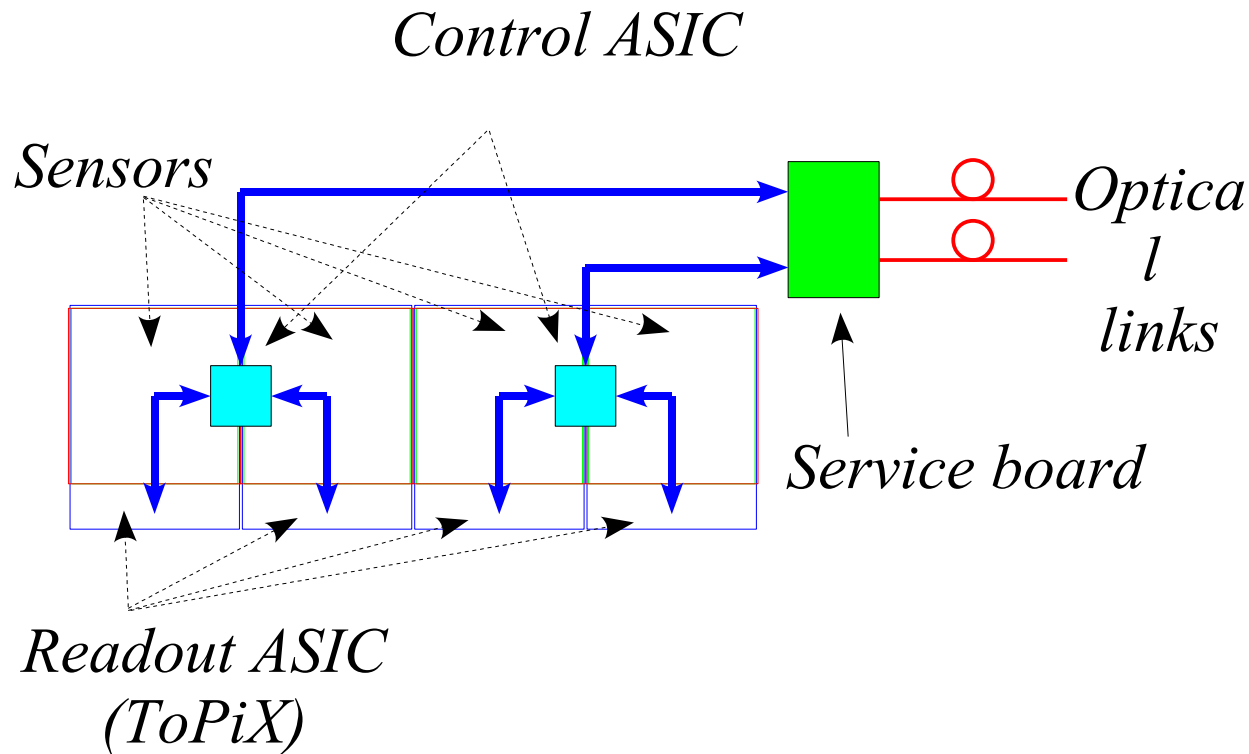 Control ASIC
Sensors
Optica
l
links
Service board
Readout ASIC
(ToPiX)